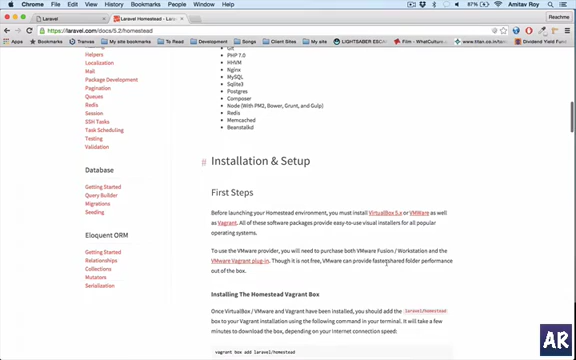 Chrome File Edit View History Bookmarks People Window Help
87% Amitav Roy
Laravel
Laravel Homestead - Larav
Reachme
https://laravel.com/docs/5.2/homestead
Apps My site bookmarks Songs Client Sites My site LIGHTSABER ESCA Film - WhatCulture www.titan.co.in/tita Dividend Yield Fun
Helpers
Localization
Mail
Package Development
Pagination
Queues
Redis
Session
SSH Tasks
Task Scheduling
Testing
Validation
Database
Getting Started
Query Builder
Migrations
Seeding
Eloquent ORM
Getting Started
Relationships
Collections
Mutators
Serialization
Git
PHP 7.0
HHVM
Nginx
MySQL
Sqlite3
Postgres
Composer
Node (With PM2, Bower, Grunt, and Gulp)
Redis
Memcached
Beanstalkd
# Installation & Setup
First Steps
Before launching your Homestead environment, you must install VirtualBox 5.x or VMWare as well
as Vagrant. All of these software packages provide easy-to-use visual installers for all popular
operating systems.
To use the VMware provider, you will need to purchase both VMware Fusion / Workstation and the
VMware Vagrant plug-in. Though it is not free, VMware can provide faster shared folder performance
out of the box.
Installing The Homestead Vagrant Box
Once VirtualBox / VMware and Vagrant have been installed, you should add the laravel/homestead
box to your Vagrant installation using the following command in your terminal. It will take a few
minutes to download the box, depending on your Internet connection speed:
vagrant box add laravel/homestead
AR